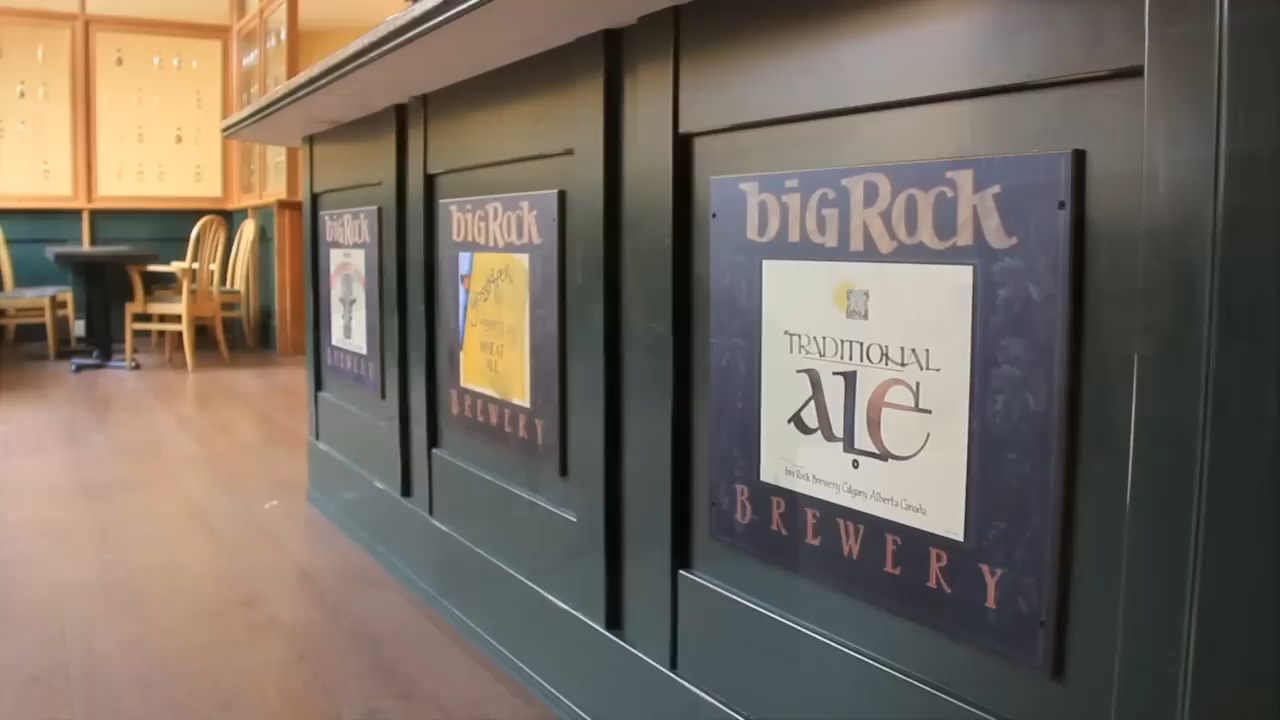 big Rock
BREWERY
big Rock
WHEAT
ALE
BREWERY
big Rock
TRADITIONAL
ALE
Big Rock Brewery Calgary Alberta Canada
BREWERY